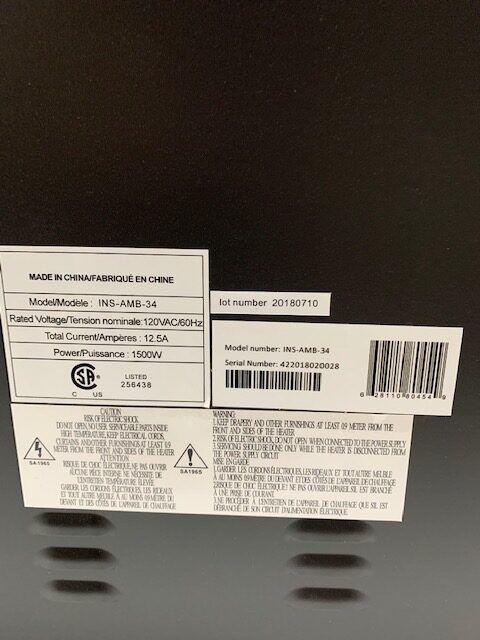 MADE IN CHINA/FABRIQUÉ EN CHINE
Model/Modèle : INS-AMB-34
Rated Voltage/Tension nominale:120VAC/60Hz
Total Current/Ampères : 12.5A
Power/Puissance : 1500W
CSA
C US
LISTED
256438
lot number 20180710
Model number: INS-AMB-34
Serial Number: 422018020028
6 28110 80454 9
CAUTION
RISK OF ELECTRIC SHOCK.
DO NOT OPEN, NO USER SERVICEABLE PARTS INSIDE
HIGH TEMPERATURE, KEEP ELECTRICAL CORDS,
CURTAINS AND OTHER FURNISHINGS AT LEAST 0.9
METER FROM THE FRONT AND SIDES OF THE HEATER
ATTENTION
RISQUE DE CHOC ÉLECTRIQUE, NE PAS OUVRIR
AUCUNE PIÈCE INTERNE NE NÉCESSITE DE
L'ENTRETIEN TEMPÉRATURE ÉLEVÉE
GARDER LES CORDONS ÉLECTRIQUES, LES RIDEAUX
ET TOUT AUTRE MEUBLE À AU MOINS 0.9 MÈTRE DU
DEVANT ET DES CÔTÉS DE L'APPAREIL DE CHAUFFAGE
SA1965
SA1965
WARNING:
1.KEEP DRAPERY AND OTHER FURNISHINGS AT LEAST 0.9 METER FROM THE
FRONT AND SIDES OF THE HEATER
2.RISK OF ELECTRIC SHOCK, DO NOT OPEN WHEN CONNECTED TO THE POWER SUPPLY
3.SERVICING SHOULD BE DONE ONLY WHILE THE HEATER IS DISCONNECTED FROM
THE POWER SUPPLY CIRCUIT
MISE EN GARDE
1.GARDER LES CORDONS ÉLECTRIQUES, LES RIDEAUX ET TOUT AUTRE MEUBLE
À AU MOINS 0.9 MÈTRE DU DEVANT ET DES CÔTÉS DE L'APPAREIL DE CHAUFFAGE
2.RISQUE DE CHOC ÉLECTRIQUE NE PAS OUVRIR L'APPAREIL S'IL EST BRANCHÉ
À UNE PRISE DE COURANT
3.NE PROCÉDER À L'ENTRETIEN DE L'APPAREIL DE CHAUFFAGE QUE S'IL EST
DÉBRANCHÉ DE SON CIRCUIT D'ALIMENTATION ÉLECTRIQUE.